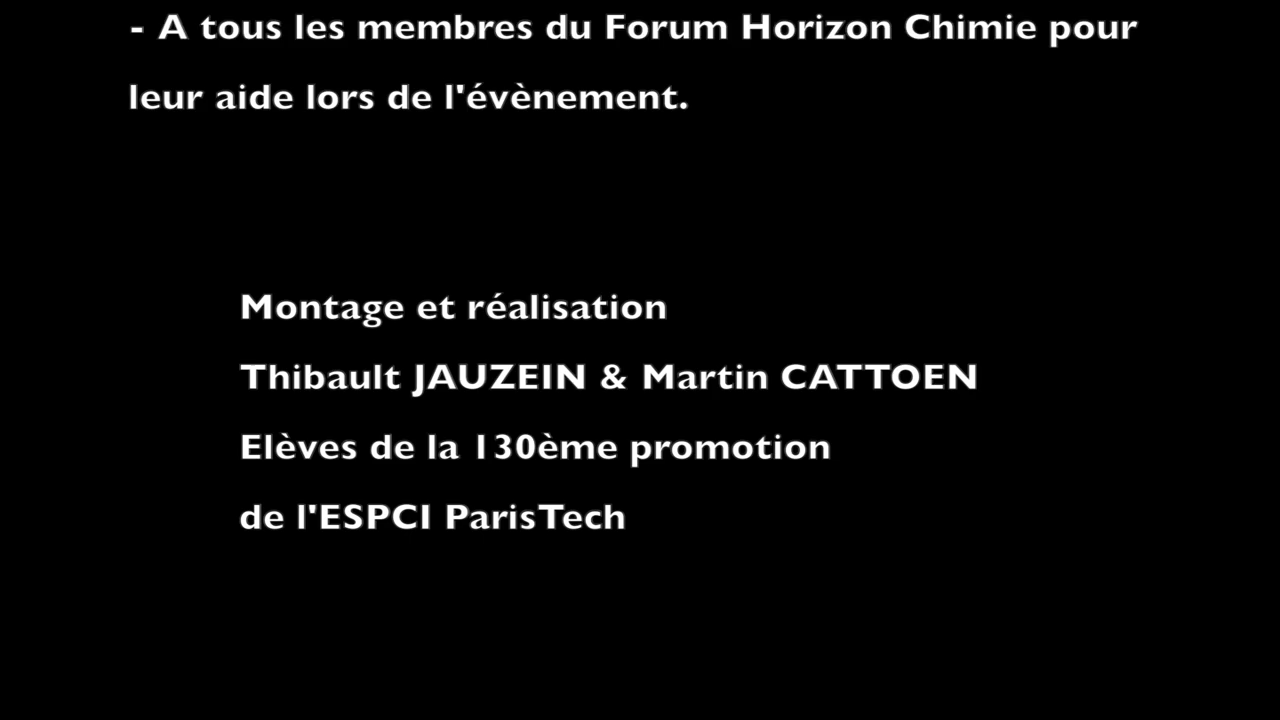 - A tous les membres du Forum Horizon Chimie pour
leur aide lors de l'évènement.
Montage et réalisation
Thibault JAUZEIN & Martin CATTOEN
Elèves de la 130ème promotion
de l'ESPCI ParisTech